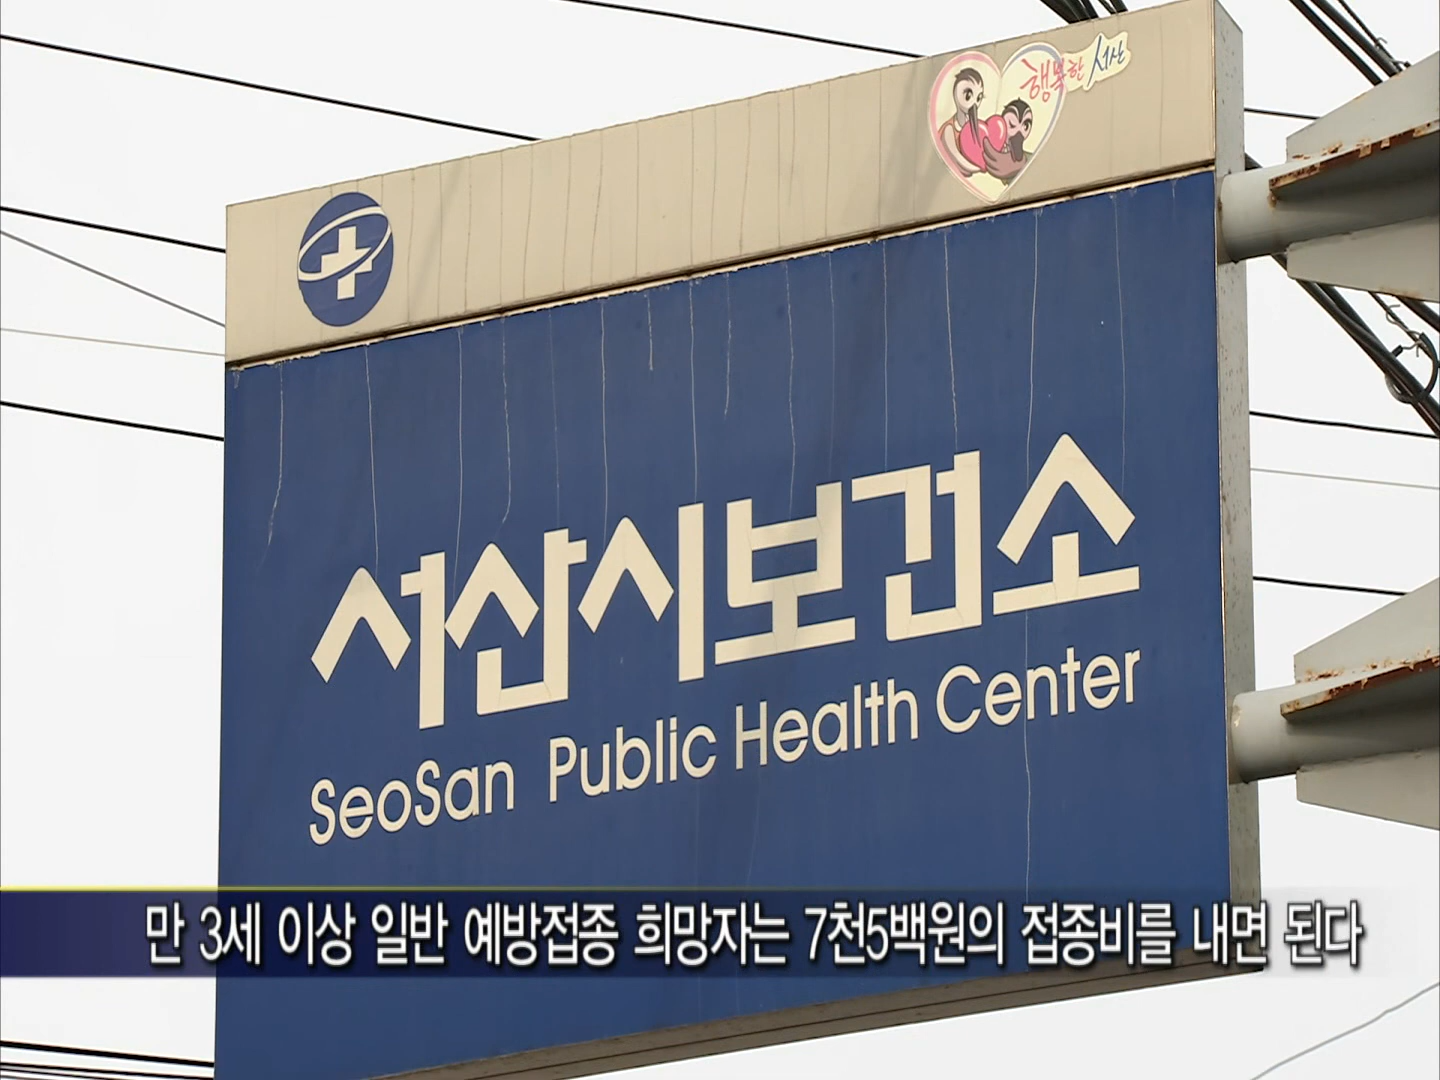 행복한 서산
서산시보건소
SeoSan Public Health Center
만 3세 이상 일반 예방접종 희망자는 7천5백원의 접종비를 내면 된다